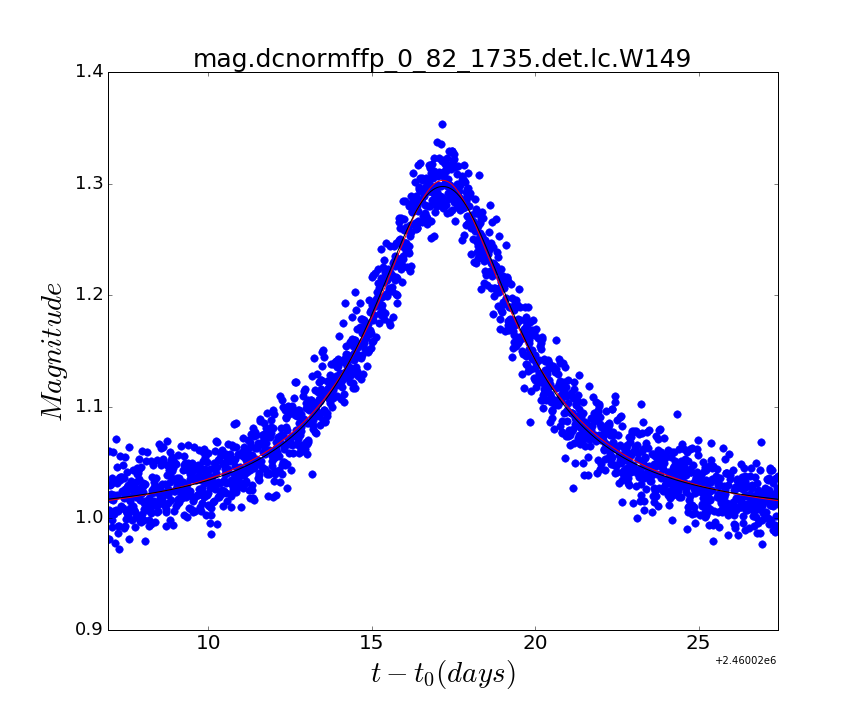 mag.dcnormffp_0_82_1735.det.lc.W149
1.4
1.3
1.2
1.1
1.0
0.9
Magnitude
10 15 20 25
+2.46002e6
t − t₀(days)